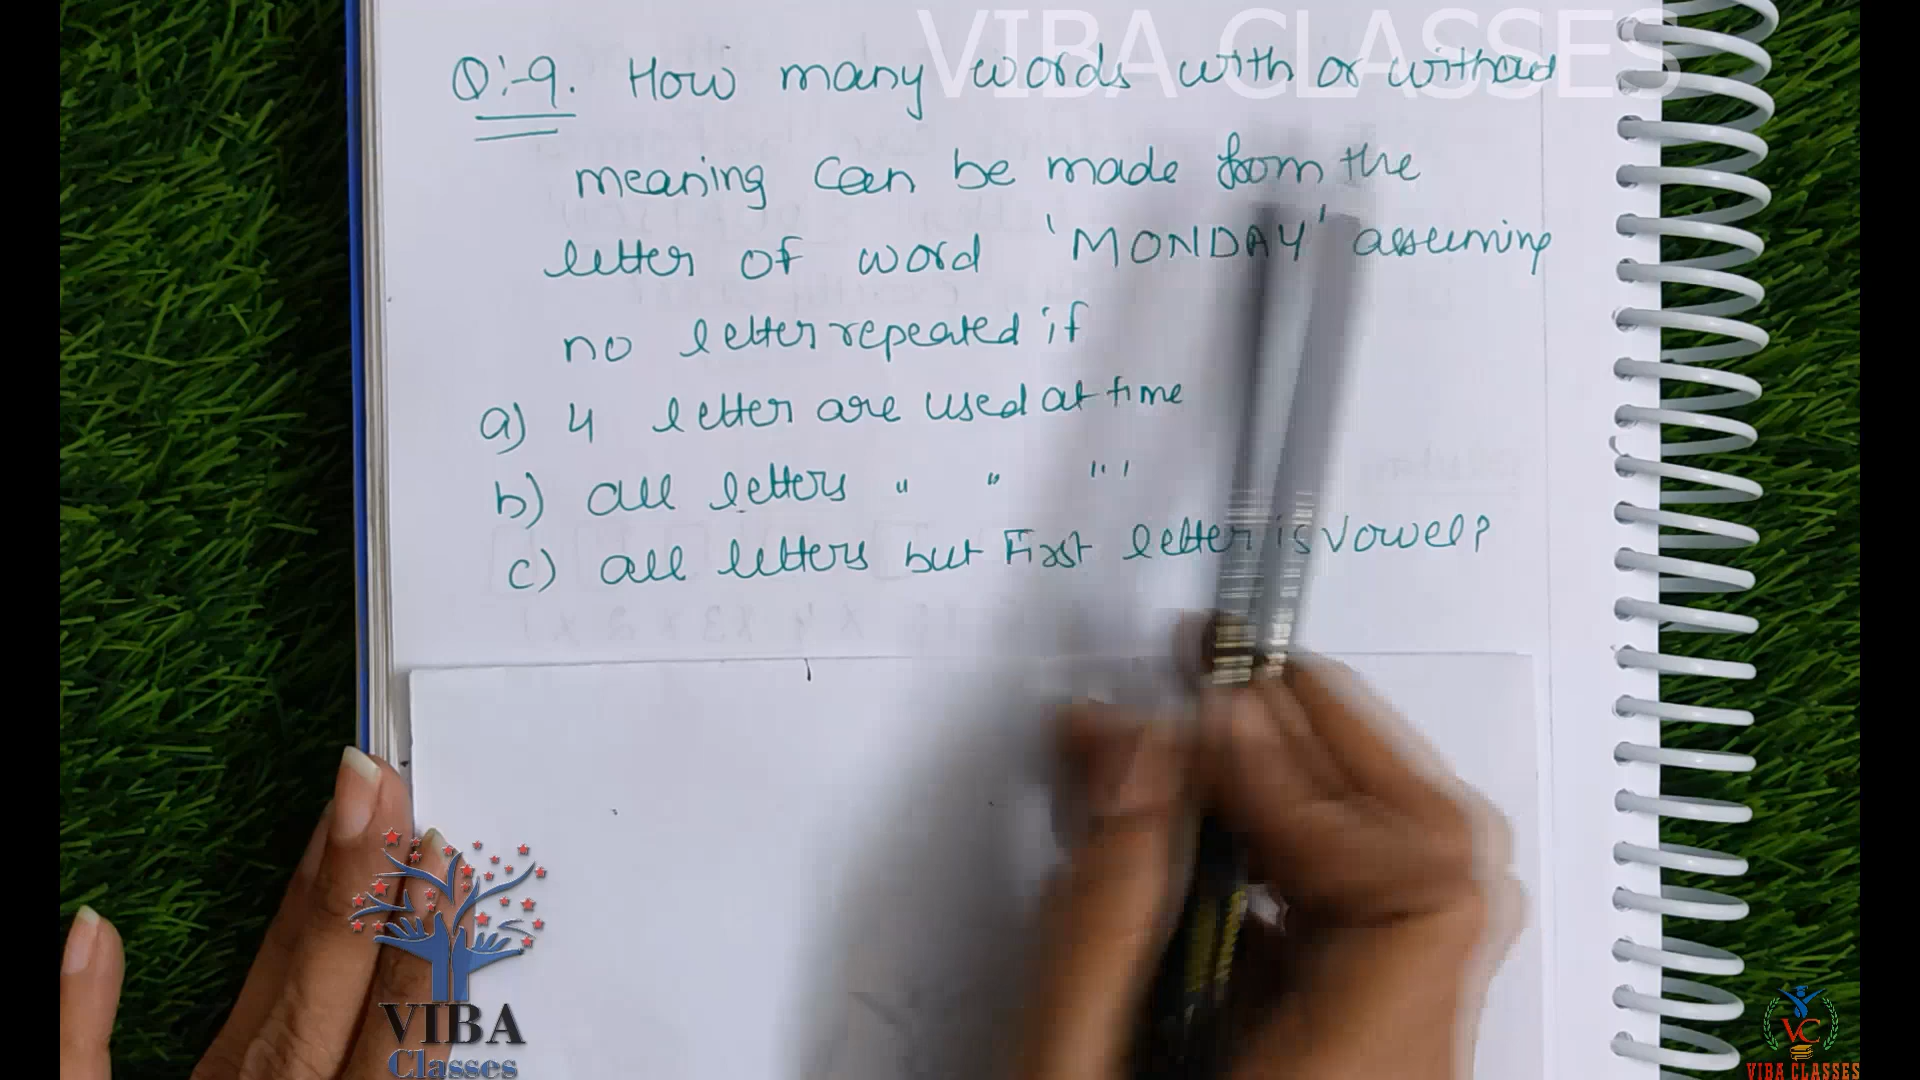 VIBA CLASSES
Q:-9. How many words with or without
meaning can be made from the
letter of word 'MONDAY' assuming
no letter repeated if
a) 4 letter are used at time
b) all letters " " " "
c) all letters but First letter is vowel?
VIBA
Classes
VC
VIBA CLASSES